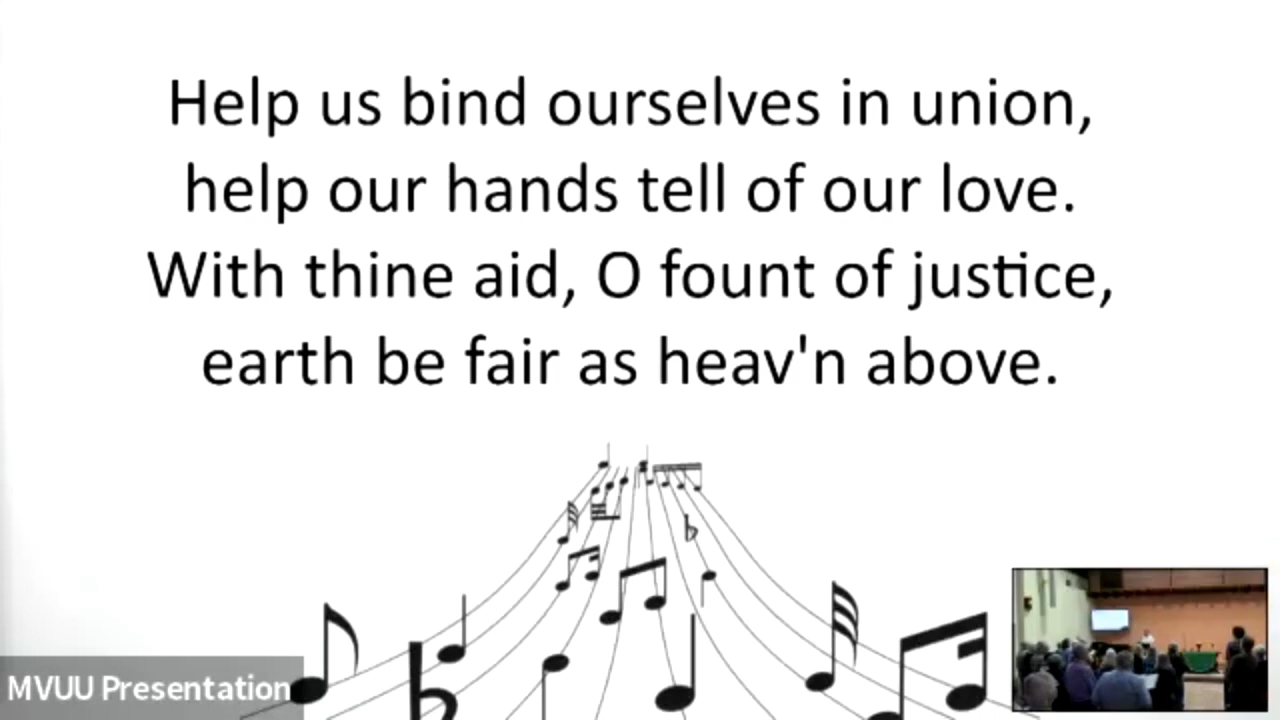 Help us bind ourselves in union,
help our hands tell of our love.
With thine aid, O fount of justice,
earth be fair as heav'n above.
MVUU Presentation